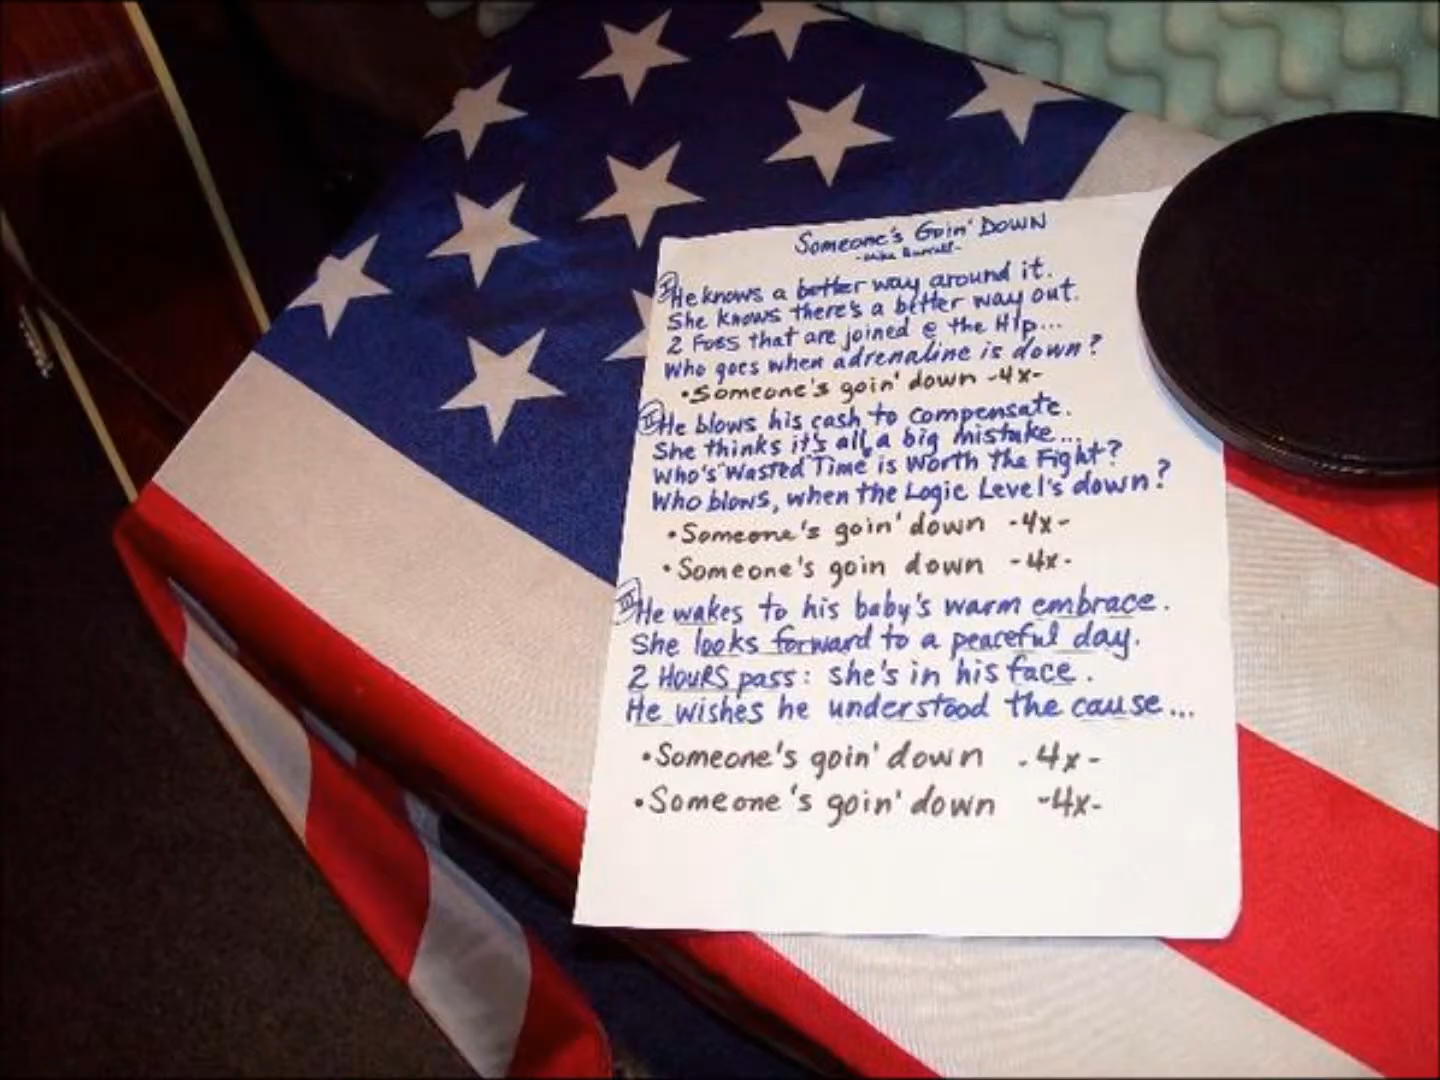 Someone's Goin' DOWN
-Mike
I
He knows a better way around it.
She knows there's a better way out.
2 Foes that are joined @ the Hip...
Who goes when adrenaline is down?
•Someone's goin' down -4x-
II
He blows his cash to compensate.
She thinks it's all a big mistake...
Who's Wasted Time is Worth the Fight?
Who blows, when the Logic Level's down?
•Someone's goin' down -4x-
•Someone's goin down -4x-
III
He wakes to his baby's warm embrace.
She looks forward to a peaceful day.
2 HOURS pass: she's in his face.
He wishes he understood the cause...
•Someone's goin' down -4x-
•Someone's goin' down -4x-